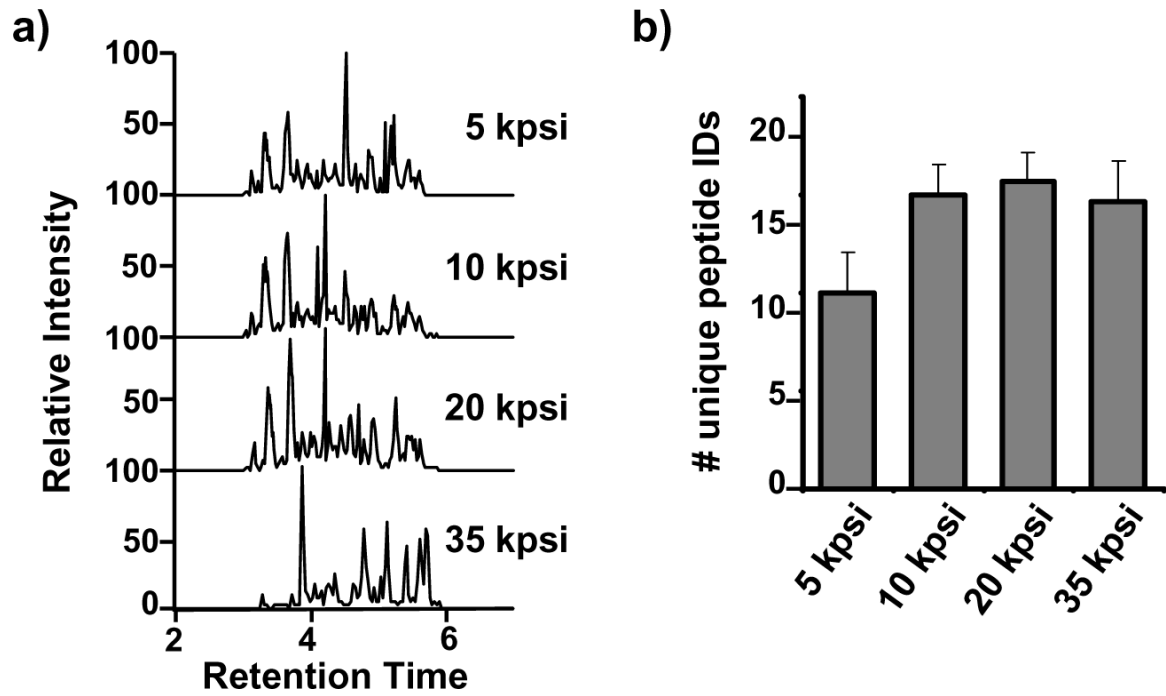 a)
100
50
5 kpsi
100
50
10 kpsi
100
50
20 kpsi
100
50
35 kpsi
0
2 4 6
Retention Time
Relative Intensity
b)
20
15
10
5
0
# unique peptide IDs
5 kpsi
10 kpsi
20 kpsi
35 kpsi